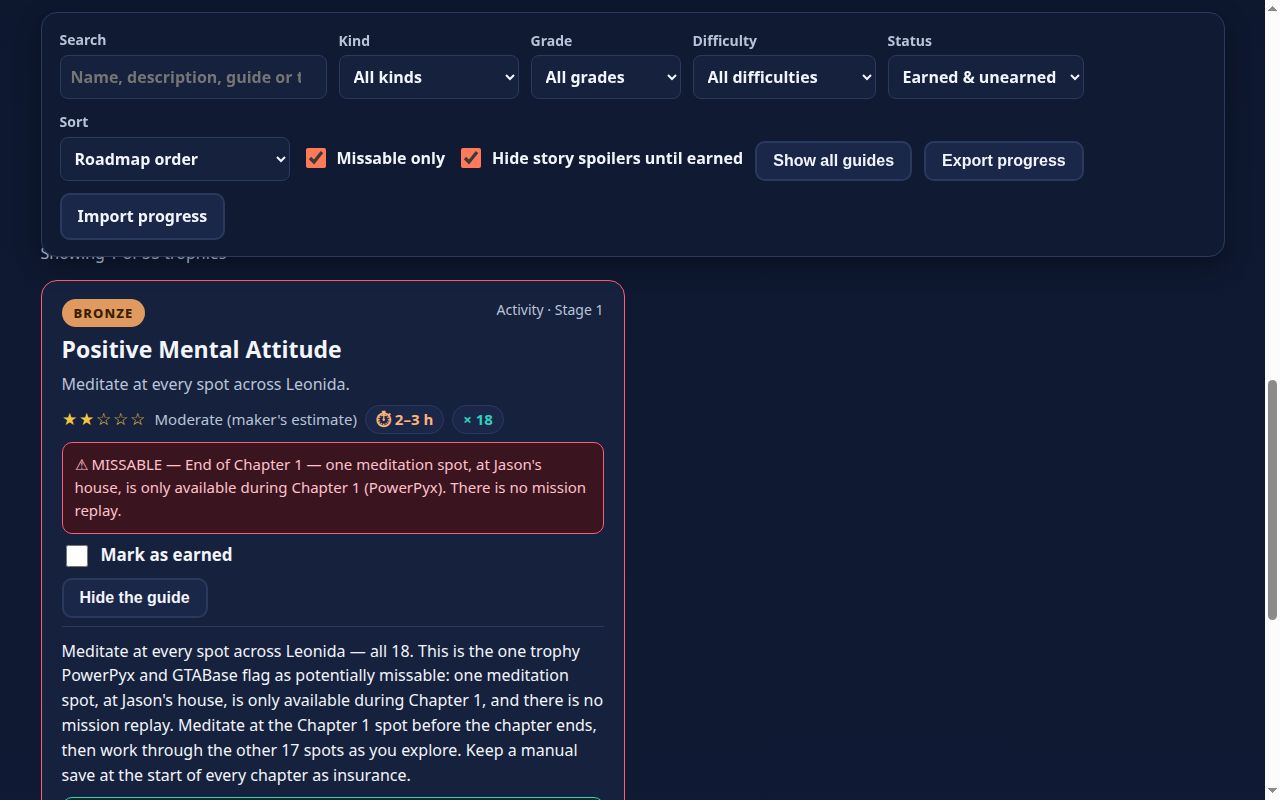 Search
Kind
Grade
Difficulty
Status
Name, description, guide or t
All kinds
All grades
All difficulties
Earned & unearned
Sort
Roadmap order
Missable only
Hide story spoilers until earned
Show all guides
Export progress
Import progress
BRONZE
Activity · Stage 1
Positive Mental Attitude
Meditate at every spot across Leonida.
★★☆☆☆ Moderate (maker's estimate) ⏱ 2–3 h × 18
⚠ MISSABLE — End of Chapter 1 — one meditation spot, at Jason's
house, is only available during Chapter 1 (PowerPyx). There is no mission
replay.
Mark as earned
Hide the guide
Meditate at every spot across Leonida — all 18. This is the one trophy
PowerPyx and GTABase flag as potentially missable: one meditation
spot, at Jason's house, is only available during Chapter 1, and there is no
mission replay. Meditate at the Chapter 1 spot before the chapter ends,
then work through the other 17 spots as you explore. Keep a manual
save at the start of every chapter as insurance.